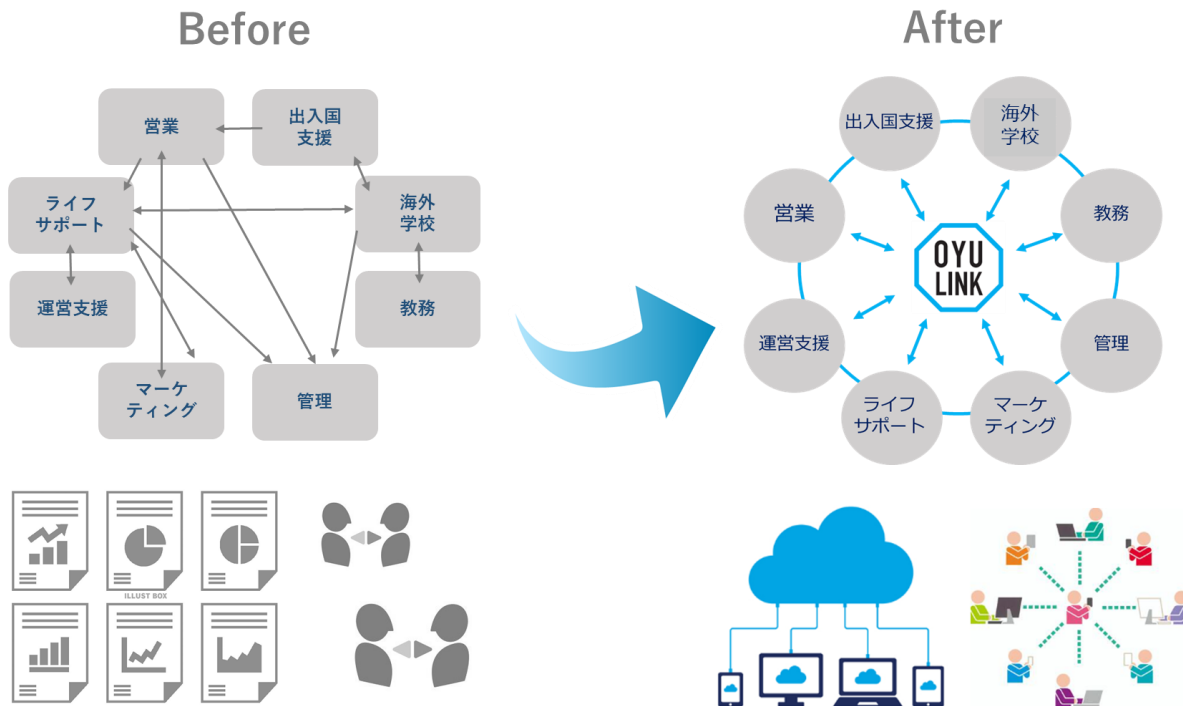 Before
営業
出入国
支援
ライフ
サポート
海外
学校
運営支援
教務
マーケ
ティング
管理
ILLUST BOX
After
出入国支援
海外
学校
営業
教務
OYU
LINK
運営支援
管理
ライフ
サポート
マーケ
ティング